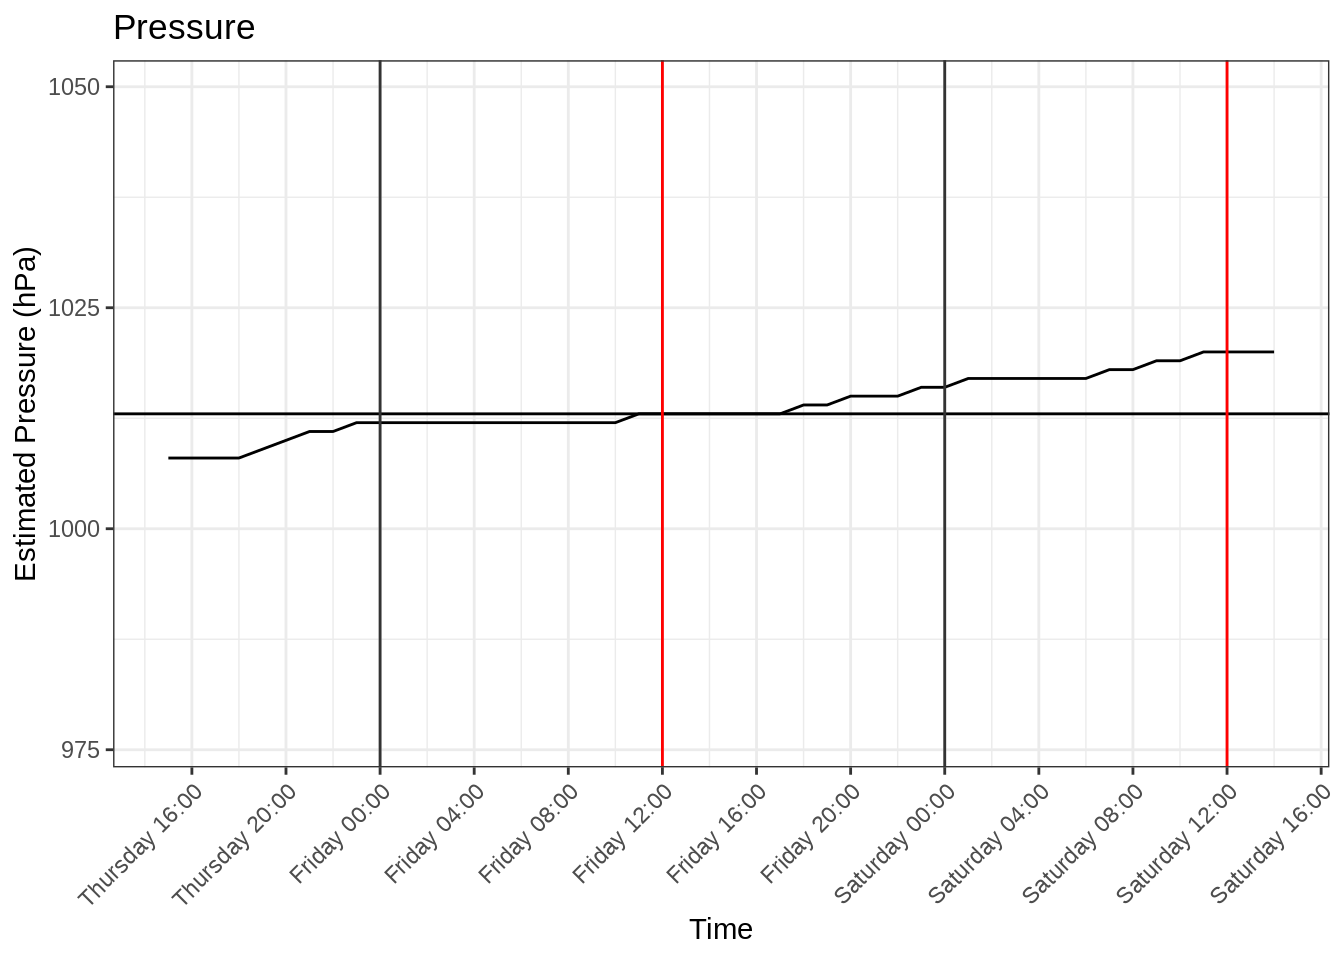 Pressure
Estimated Pressure (hPa)
1050
1025
1000
975
Thursday 16:00
Thursday 20:00
Friday 00:00
Friday 04:00
Friday 08:00
Friday 12:00
Friday 16:00
Friday 20:00
Saturday 00:00
Saturday 04:00
Saturday 08:00
Saturday 12:00
Saturday 16:00
Time